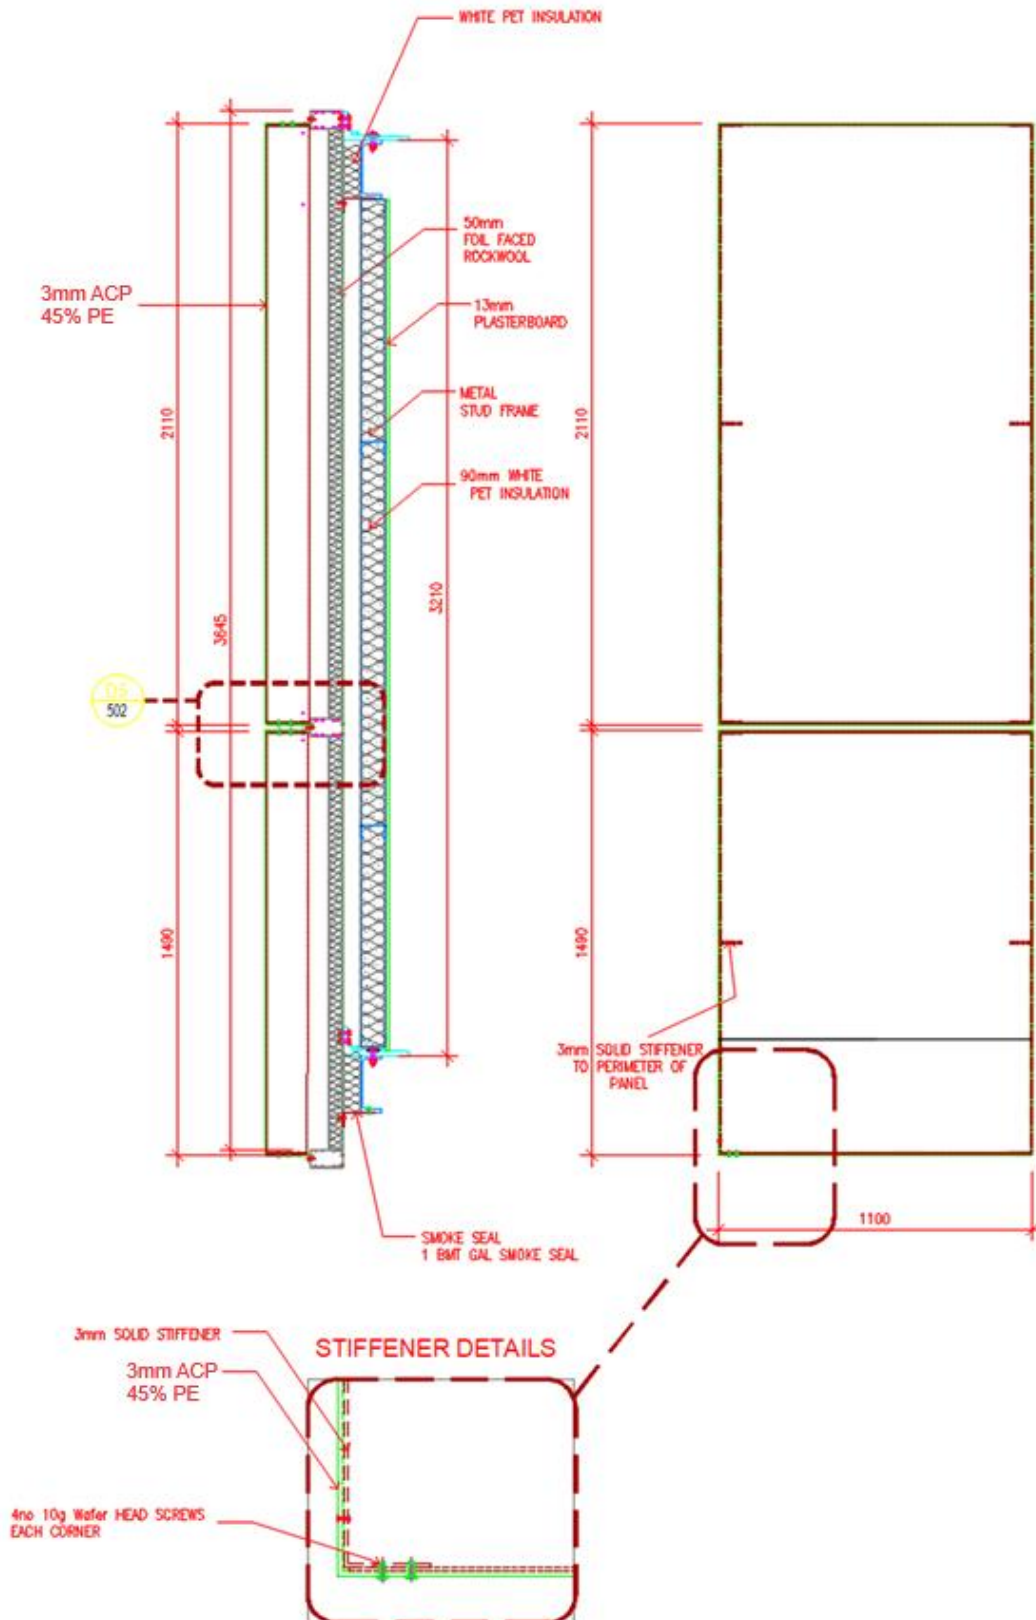 WHITE PET INSULATION
50mm
FOIL FACED
ROCKWOOL
3mm ACP
45% PE
13mm
PLASTERBOARD
METAL
STUD FRAME
90mm WHITE
PET INSULATION
2110
3645
3210
2110
D5
502
1490
1490
3mm SOLID STIFFENER
TO PERIMETER OF
PANEL
1100
SMOKE SEAL
1 BMT GAL SMOKE SEAL
3mm SOLID STIFFENER
STIFFENER DETAILS
3mm ACP
45% PE
4no 10g Wafer HEAD SCREWS
EACH CORNER